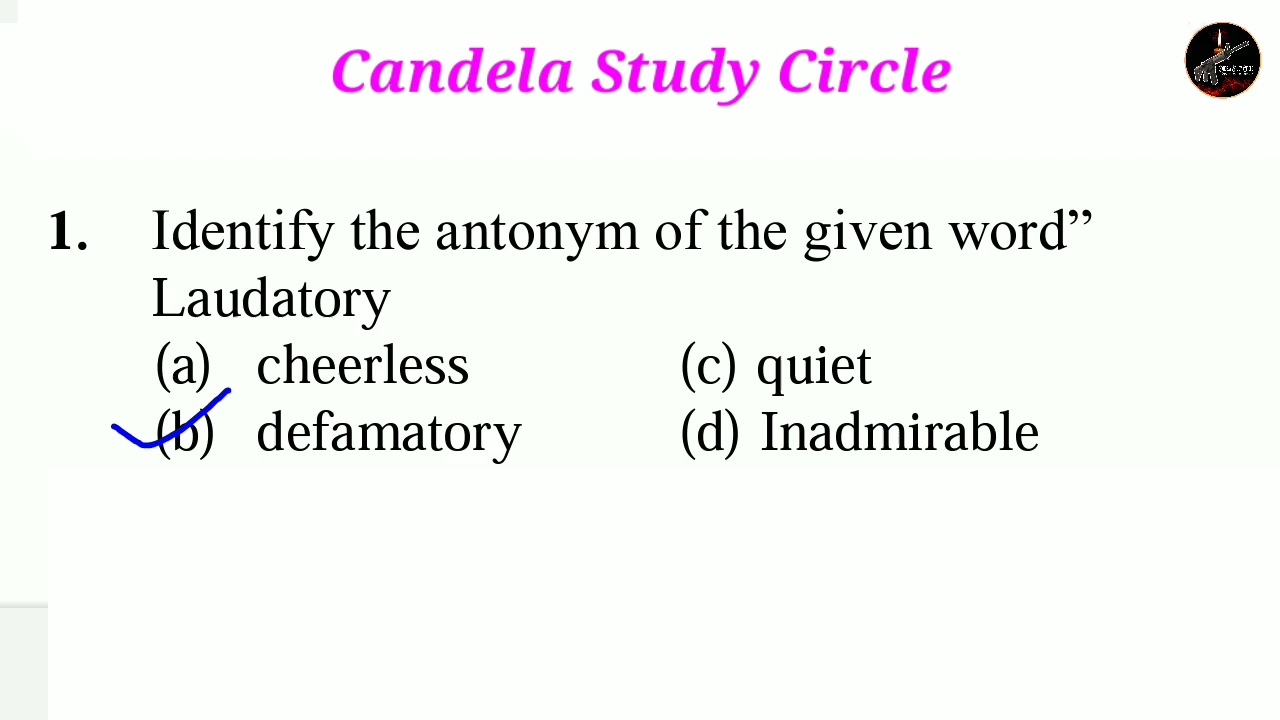 Candela Study Circle
1. Identify the antonym of the given word”
Laudatory
(a) cheerless (c) quiet
(b) defamatory (d) Inadmirable